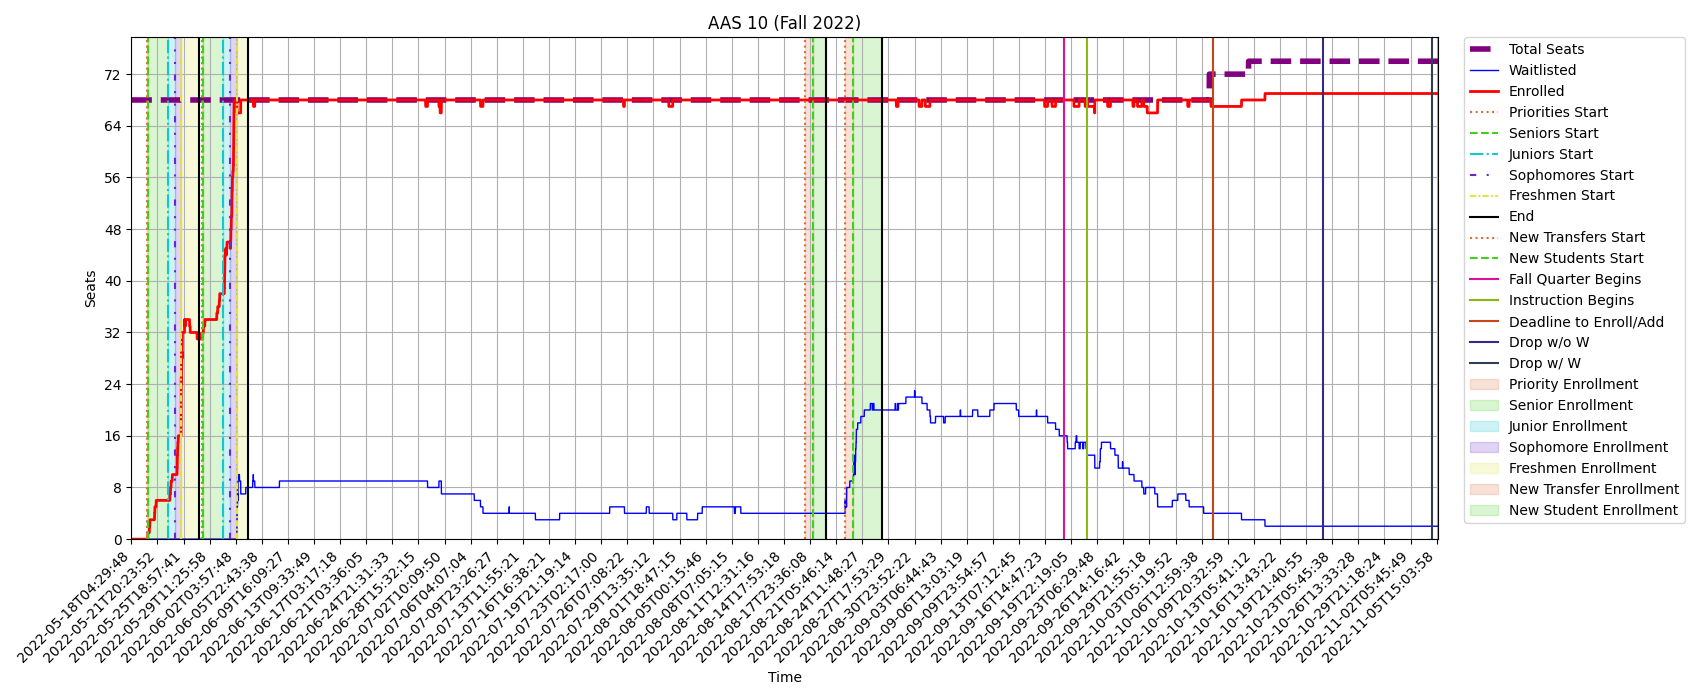 AAS 10 (Fall 2022)
72
64
56
48
40
32
24
16
8
0
Seats
2022-05-18T04:29:48
2022-05-21T20:23:52
2022-05-25T18:57:41
2022-05-29T11:25:58
2022-06-02T03:57:48
2022-06-05T22:43:38
2022-06-09T16:09:27
2022-06-13T09:33:49
2022-06-17T03:17:18
2022-06-21T03:36:05
2022-06-24T21:31:33
2022-06-28T15:32:15
2022-07-02T10:09:50
2022-07-06T04:07:04
2022-07-09T23:26:27
2022-07-13T11:55:21
2022-07-16T16:38:21
2022-07-19T21:19:14
2022-07-23T02:17:00
2022-07-26T07:08:22
2022-07-29T13:35:12
2022-08-01T18:47:15
2022-08-05T00:15:46
2022-08-08T07:05:15
2022-08-11T12:31:16
2022-08-14T17:53:18
2022-08-17T23:36:08
2022-08-21T05:46:14
2022-08-24T11:48:27
2022-08-27T17:53:29
2022-08-30T23:52:22
2022-09-03T06:44:43
2022-09-06T13:03:19
2022-09-09T23:54:57
2022-09-13T07:12:45
2022-09-16T14:47:23
2022-09-19T22:19:05
2022-09-23T06:29:48
2022-09-26T14:16:42
2022-09-29T21:55:18
2022-10-03T05:19:52
2022-10-06T12:59:38
2022-10-09T20:32:59
2022-10-13T05:41:12
2022-10-16T13:43:22
2022-10-19T21:40:55
2022-10-23T05:45:38
2022-10-26T13:33:28
2022-10-29T21:18:24
2022-11-02T05:45:49
2022-11-05T15:03:58
Time
Total Seats
Waitlisted
Enrolled
Priorities Start
Seniors Start
Juniors Start
Sophomores Start
Freshmen Start
End
New Transfers Start
New Students Start
Fall Quarter Begins
Instruction Begins
Deadline to Enroll/Add
Drop w/o W
Drop w/ W
Priority Enrollment
Senior Enrollment
Junior Enrollment
Sophomore Enrollment
Freshmen Enrollment
New Transfer Enrollment
New Student Enrollment